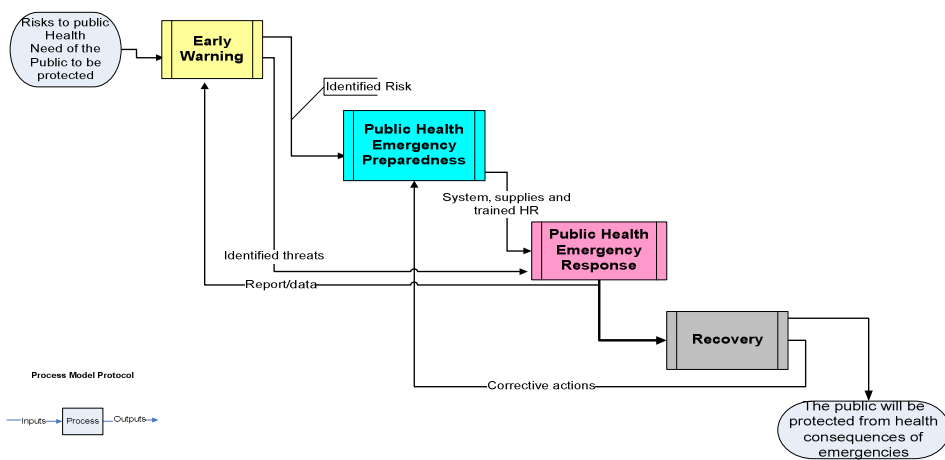 Risks to public
Health
Need of the
Public to be
protected
Early
Warning
Identified Risk
Public Health
Emergency
Preparedness
System, supplies and
trained HR
Public Health
Emergency
Response
Identified threats
Report/data
Recovery
Corrective actions
The public will be
protected from health
consequences of
emergencies
Process Model Protocol
Inputs
Process
Outputs